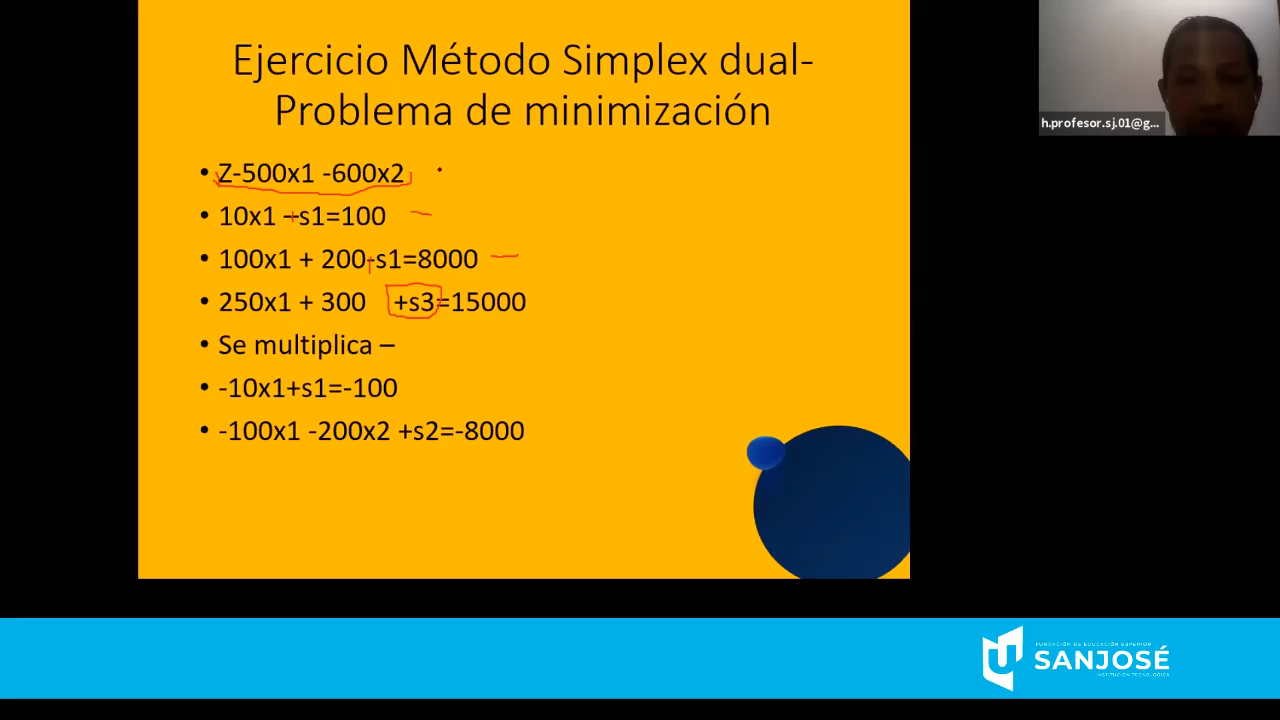 Ejercicio Método Simplex dual-
Problema de minimización
• Z-500x1 -600x2
• 10x1 –s1=100
• 100x1 + 200-s1=8000
• 250x1 + 300 +s3=15000
• Se multiplica –
• -10x1+s1=-100
• -100x1 -200x2 +s2=-8000
h.profesor.sj.01@g...
FUNDACIÓN DE EDUCACIÓN SUPERIOR
SANJOSÉ
INSTITUCIÓN TECNOLÓGICA